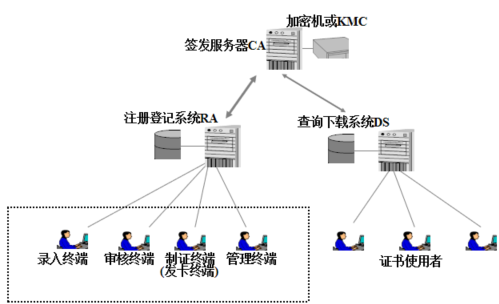 加密机或KMC
签发服务器CA
注册登记系统RA
查询下载系统DS
录入终端
审核终端
制证终端
(发卡终端)
管理终端
证书使用者